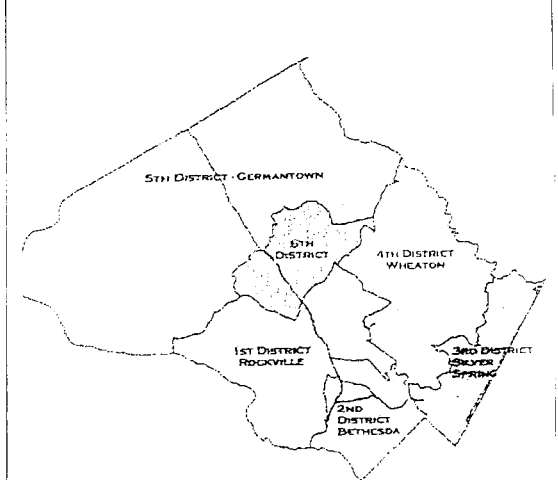 5TH DISTRICT - GERMANTOWN
6TH
DISTRICT
4TH DISTRICT
WHEATON
1ST DISTRICT
ROCKVILLE
3RD DISTRICT
SILVER
SPRING
2ND
DISTRICT
BETHESDA